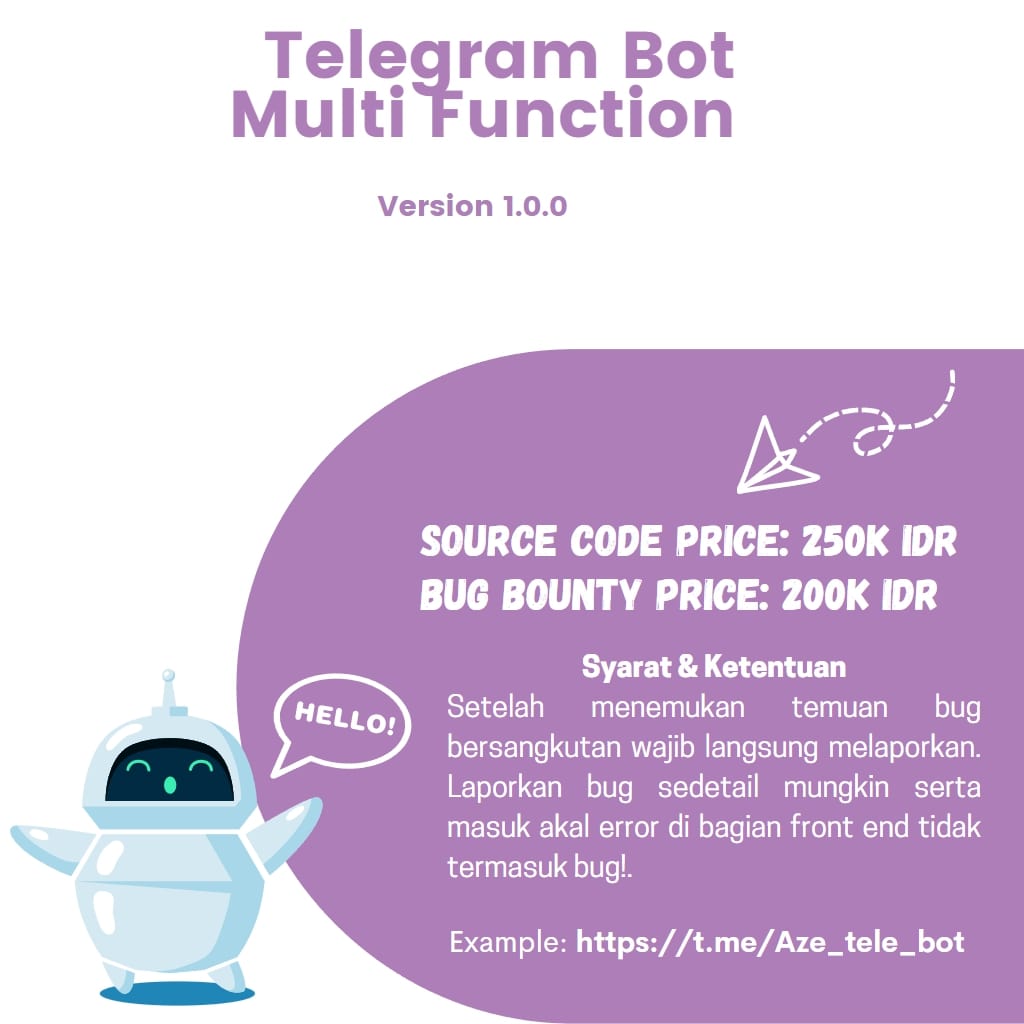 Telegram Bot
Multi Function
Version 1.0.0
SOURCE CODE PRICE: 250K IDR
BUG BOUNTY PRICE: 200K IDR
HELLO!
Syarat & Ketentuan
Setelah menemukan temuan bug
bersangkutan wajib langsung melaporkan.
Laporkan bug sedetail mungkin serta
masuk akal error di bagian front end tidak
termasuk bug!.
Example: https://t.me/Aze_tele_bot